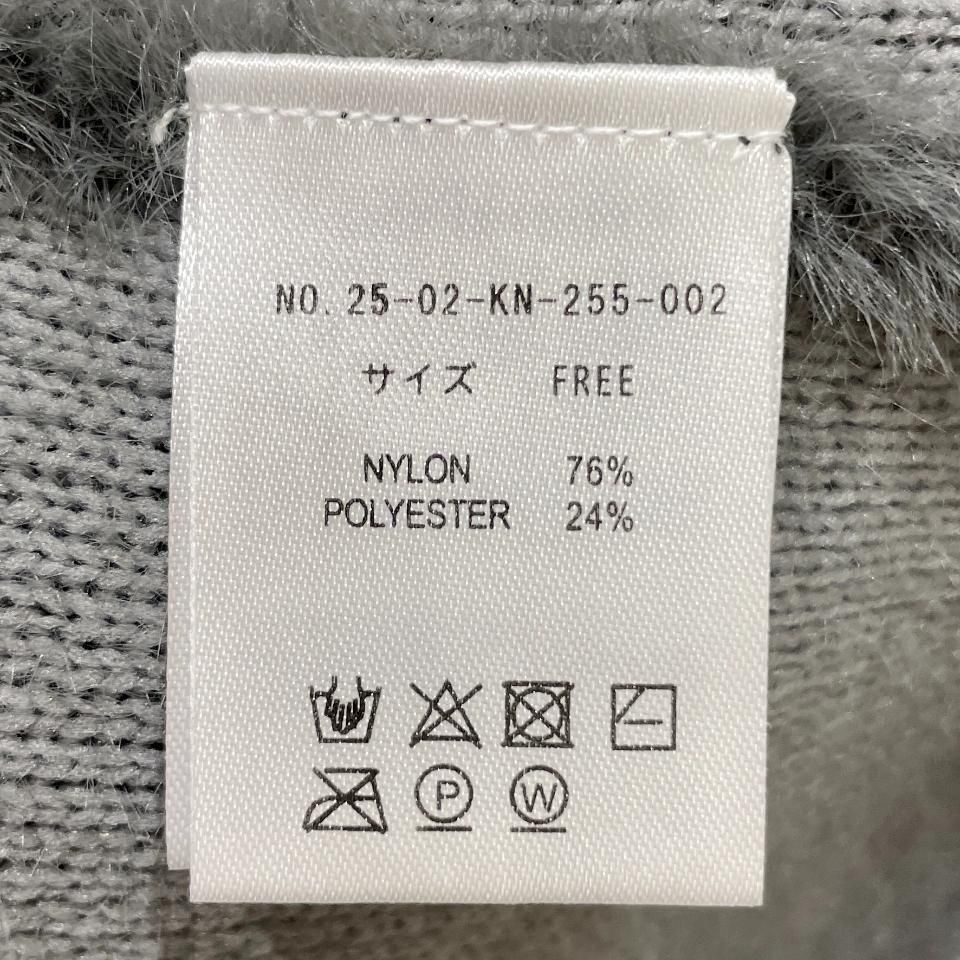 NO. 25-02-KN-255-002
サイズ FREE
NYLON 76%
POLYESTER 24%
P W